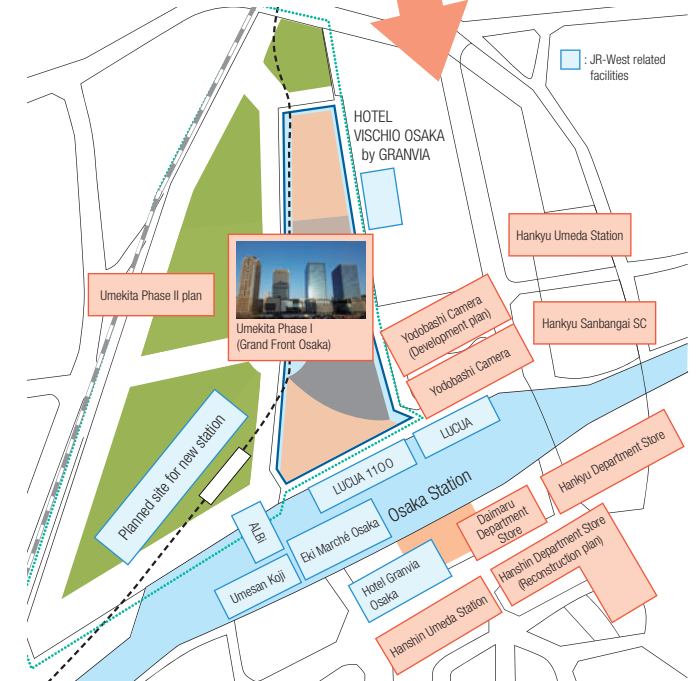 : JR-West related
facilities
HOTEL
VISCHIO OSAKA
by GRANVIA
Hankyu Umeda Station
Umekita Phase II plan
Hankyu Sanbangai SC
Umekita Phase I
(Grand Front Osaka)
Yodobashi Camera
(Development plan)
Yodobashi Camera
LUCUA
LUCUA 1100
Planned site for new station
Osaka Station
Hankyu Department Store
ALBi
Eki Marché Osaka
Daimaru
Department
Store
Hanshin Department Store
(Reconstruction plan)
Umesan Koji
Hotel Granvia
Osaka
Hanshin Umeda Station